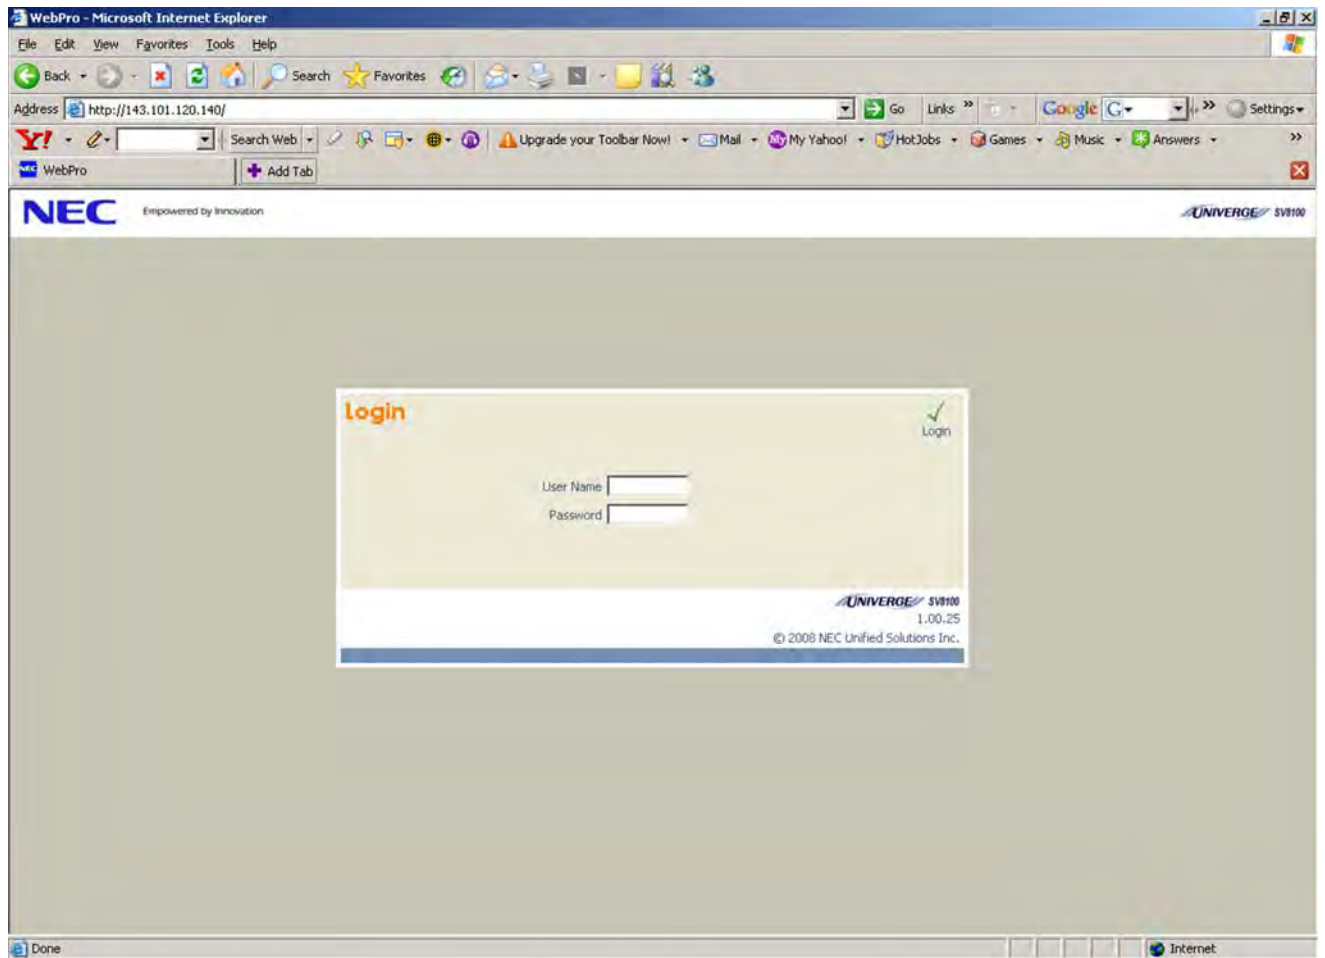 WebPro - Microsoft Internet Explorer
File Edit View Favorites Tools Help
Back Search Favorites
Address http://143.101.120.140/ Go Links » Google G Settings
Y! Search Web Upgrade your Toolbar Now! Mail My Yahoo! HotJobs Games Music Answers »
NEC WebPro Add Tab
NEC Empowered by Innovation UNIVERGE SV8100
Login
Login
User Name
Password
UNIVERGE SV8100
1.00.25
© 2008 NEC Unified Solutions Inc.
Done Internet